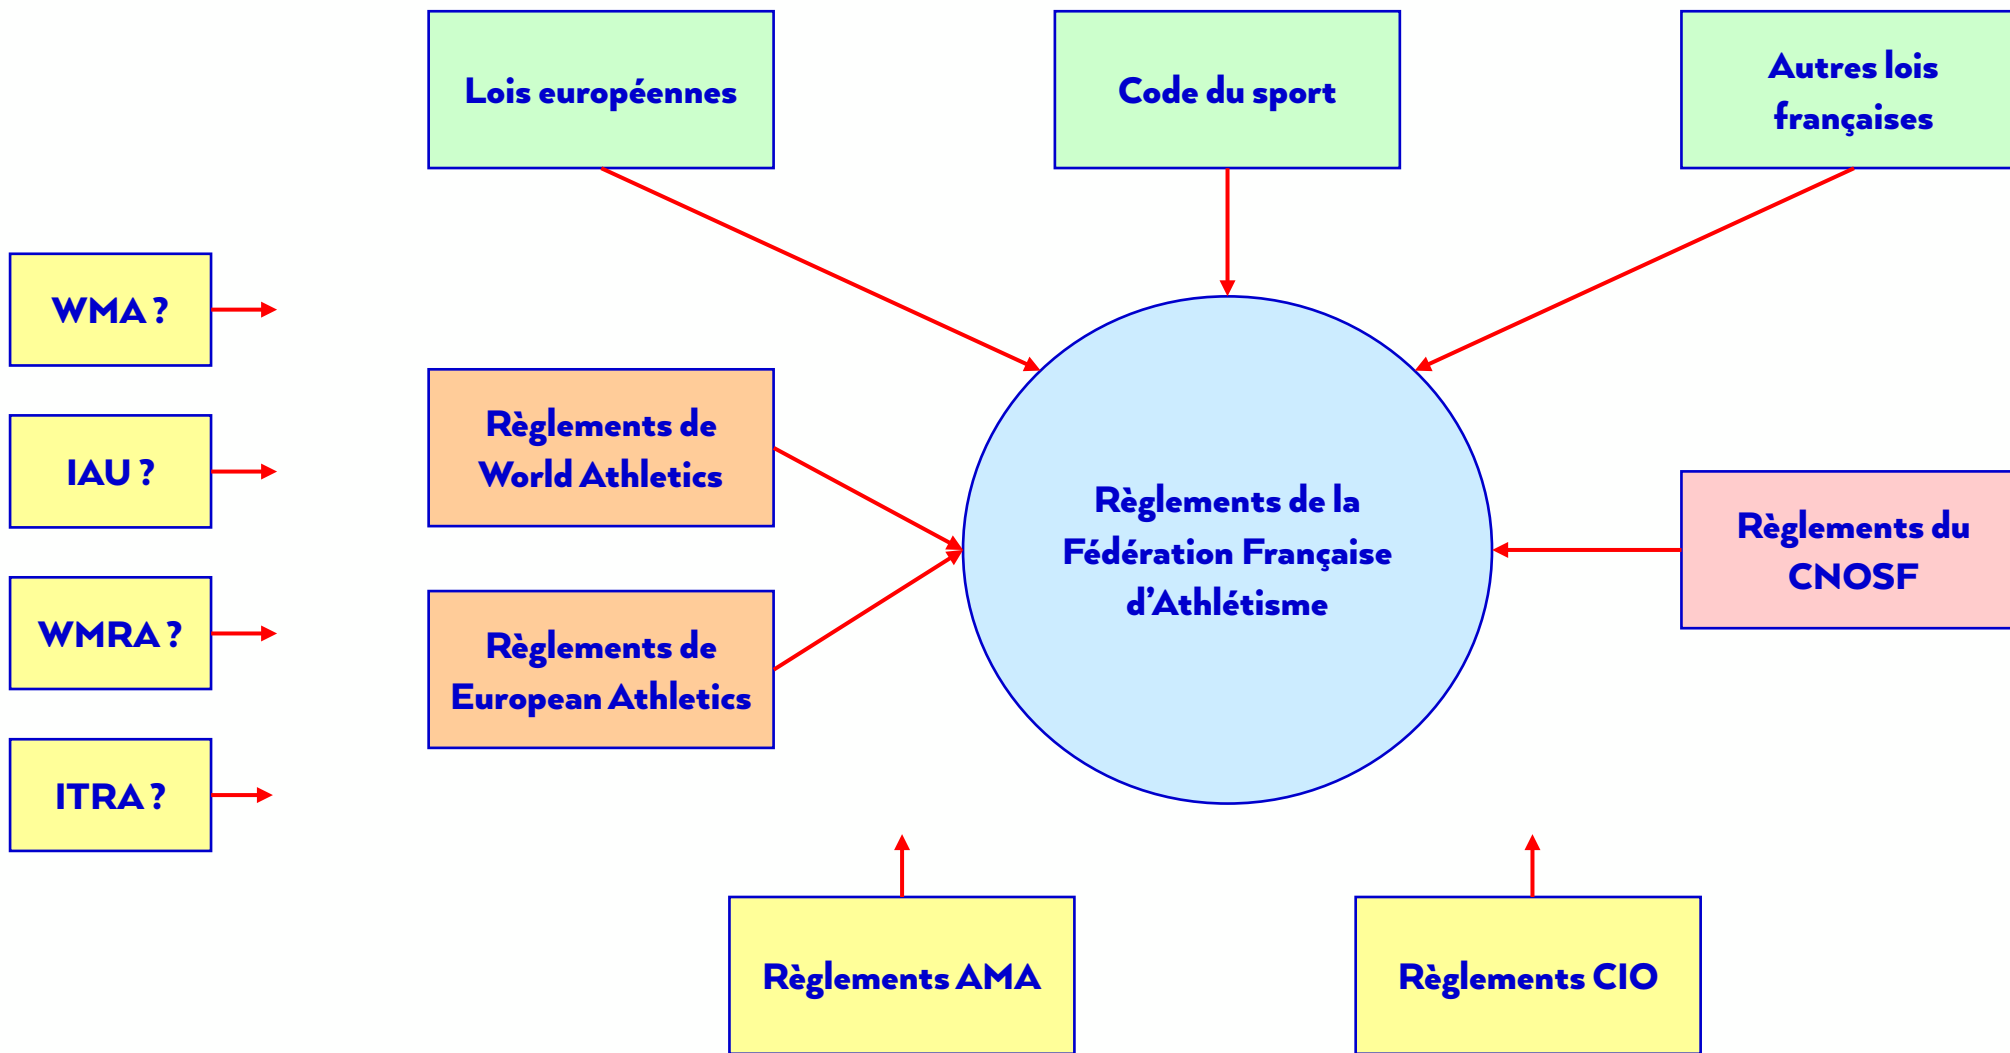 Lois européennes
Code du sport
Autres lois
françaises
WMA ?
IAU ?
WMRA ?
ITRA ?
Règlements de
World Athletics
Règlements de
European Athletics
Règlements de la
Fédération Française
d’Athlétisme
Règlements du
CNOSF
Règlements AMA
Règlements CIO